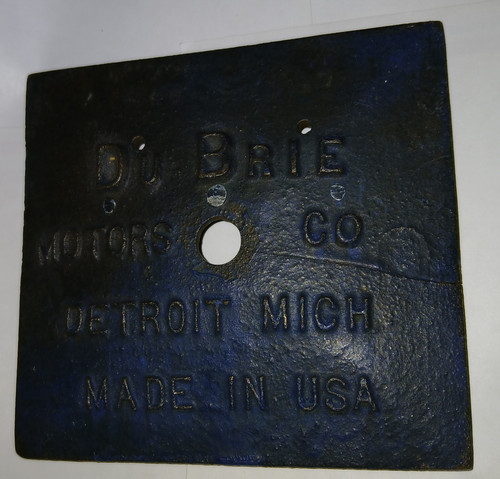 DU BRIE
MOTORS CO
DETROIT MICH
MADE IN USA